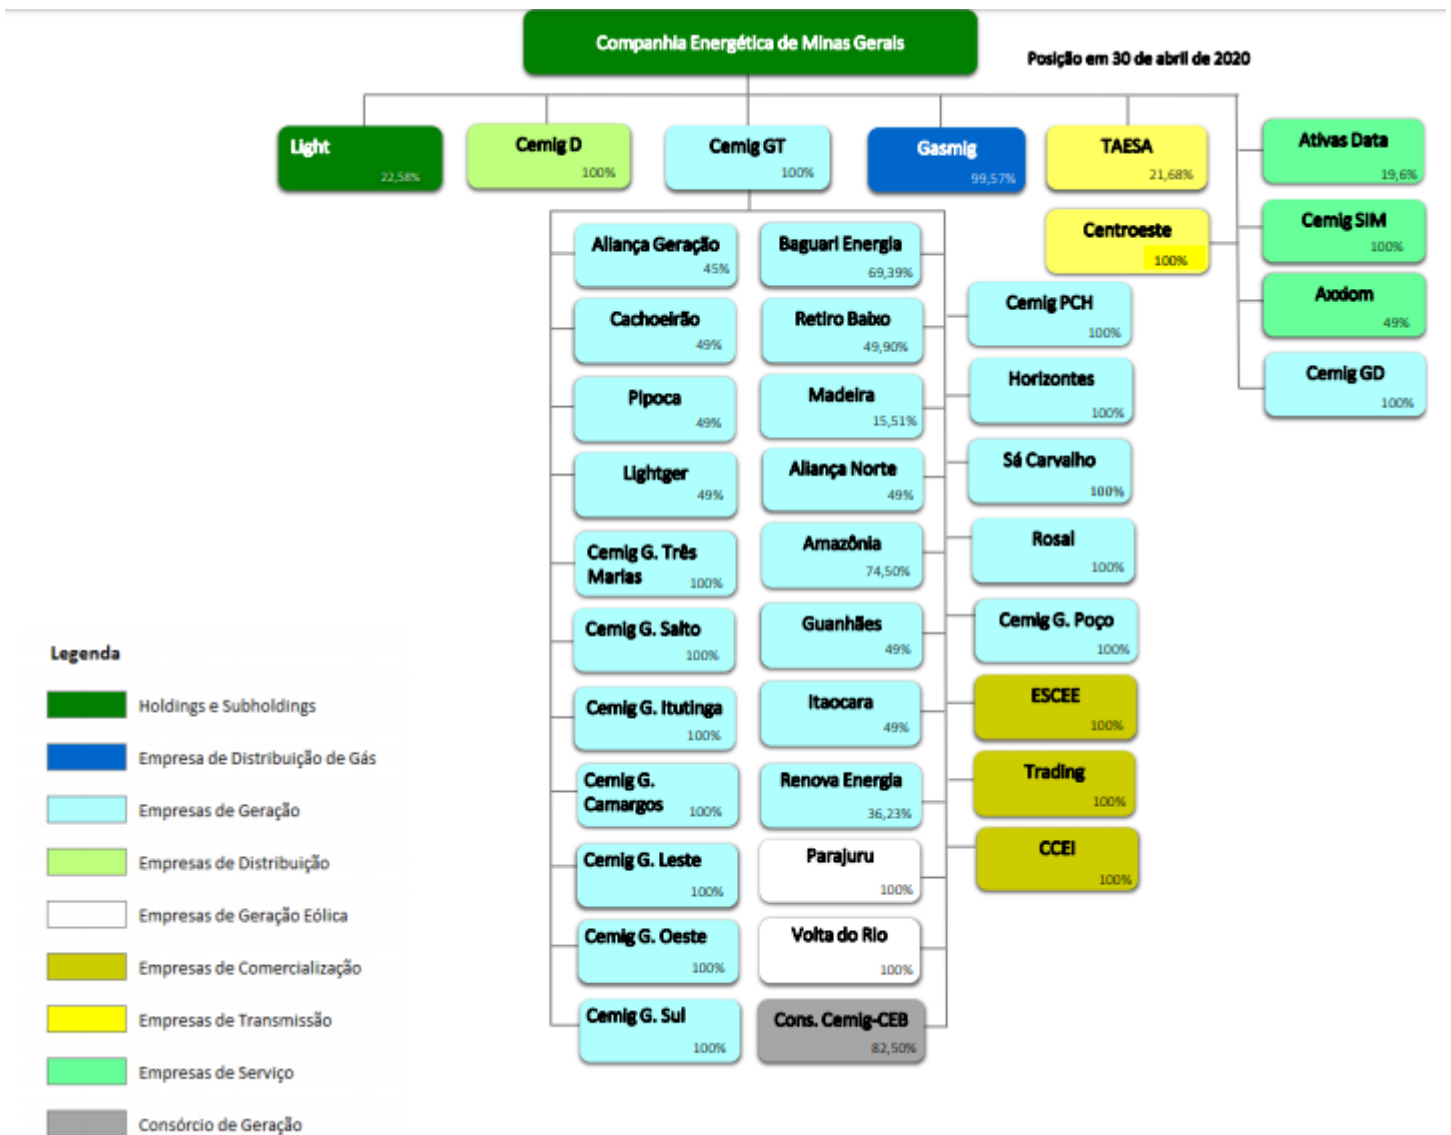 Companhia Energética de Minas Gerais
Posição em 30 de abril de 2020
Light
22,58%
Cemig D
100%
Cemig GT
100%
Gasmig
99,57%
TAESA
21,68%
Ativas Data
19,6%
Centroeste
100%
Cemig SIM
100%
Axxiom
49%
Cemig GD
100%
Aliança Geração
45%
Cachoeirão
49%
Pipoca
49%
Lightger
49%
Cemig G. Três
Marias 100%
Cemig G. Salto
100%
Cemig G. Itutinga
100%
Cemig G.
Camargos 100%
Cemig G. Leste
100%
Cemig G. Oeste
100%
Cemig G. Sul
100%
Baguari Energia
69,39%
Retiro Baixo
49,90%
Madeira
15,51%
Aliança Norte
49%
Amazônia
74,50%
Guanhães
49%
Itaocara
49%
Renova Energia
36,23%
Parajuru
100%
Volta do Rio
100%
Cons. Cemig-CEB
82,50%
Cemig PCH
100%
Horizontes
100%
Sá Carvalho
100%
Rosal
100%
Cemig G. Poço
100%
ESCEE
100%
Trading
100%
CCEI
100%
Legenda
Holdings e Subholdings
Empresa de Distribuição de Gás
Empresas de Geração
Empresas de Distribuição
Empresas de Geração Eólica
Empresas de Comercialização
Empresas de Transmissão
Empresas de Serviço
Consórcio de Geração